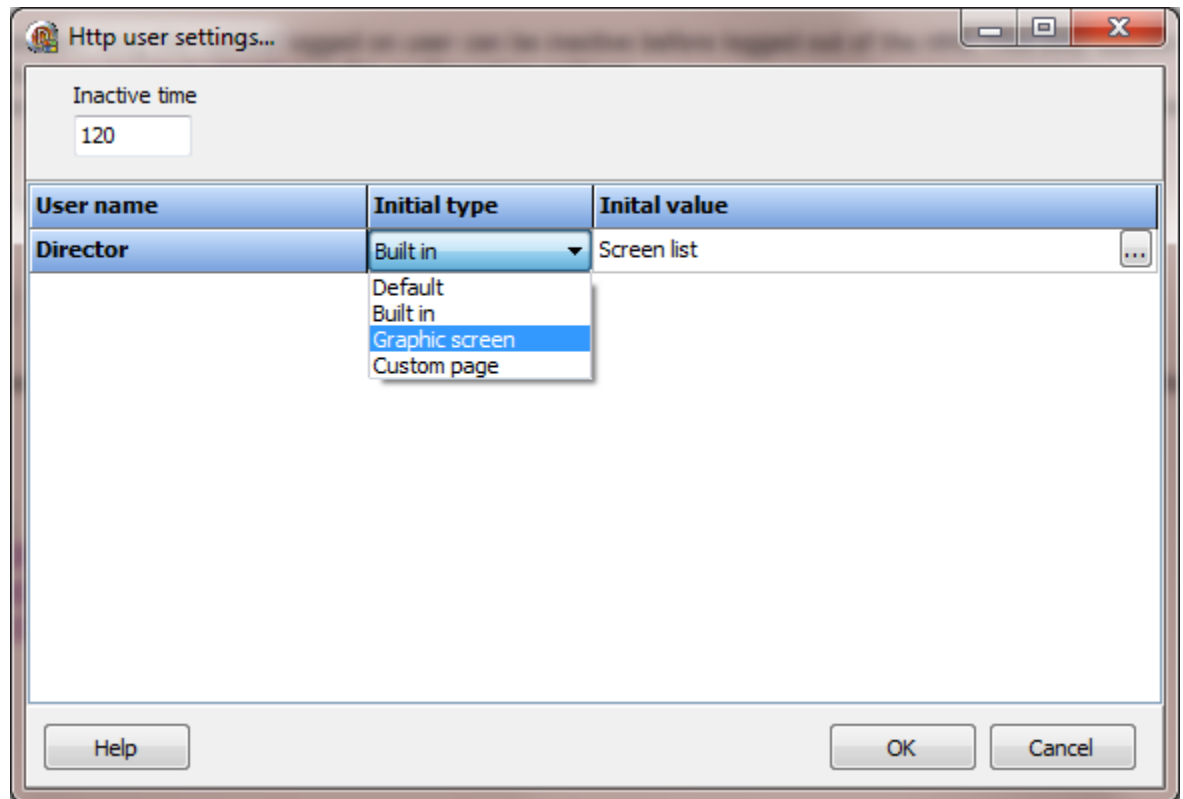 Http user settings...
Inactive time
120
User name Initial type Inital value
Director Built in Screen list ...
Default
Built in
Graphic screen
Custom page
Help OK Cancel